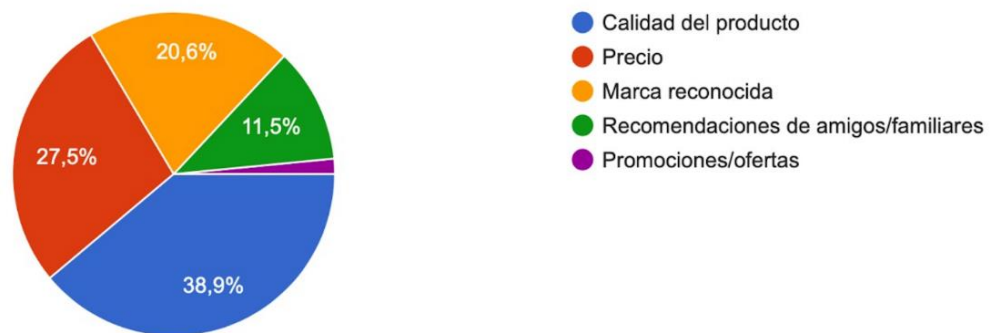 20,6%
11,5%
27,5%
38,9%
Calidad del producto
Precio
Marca reconocida
Recomendaciones de amigos/familiares
Promociones/ofertas